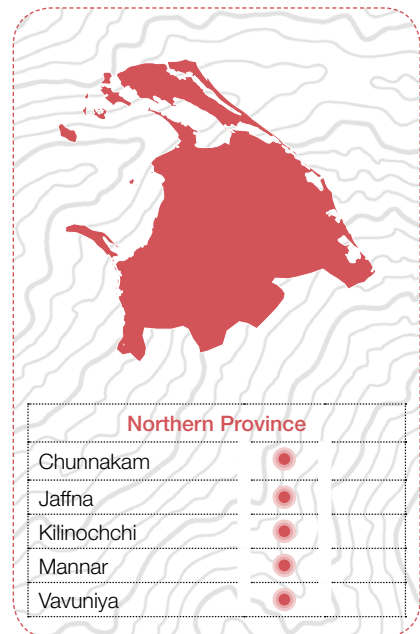 Northern Province
Chunnakam
Jaffna
Kilinochchi
Mannar
Vavuniya